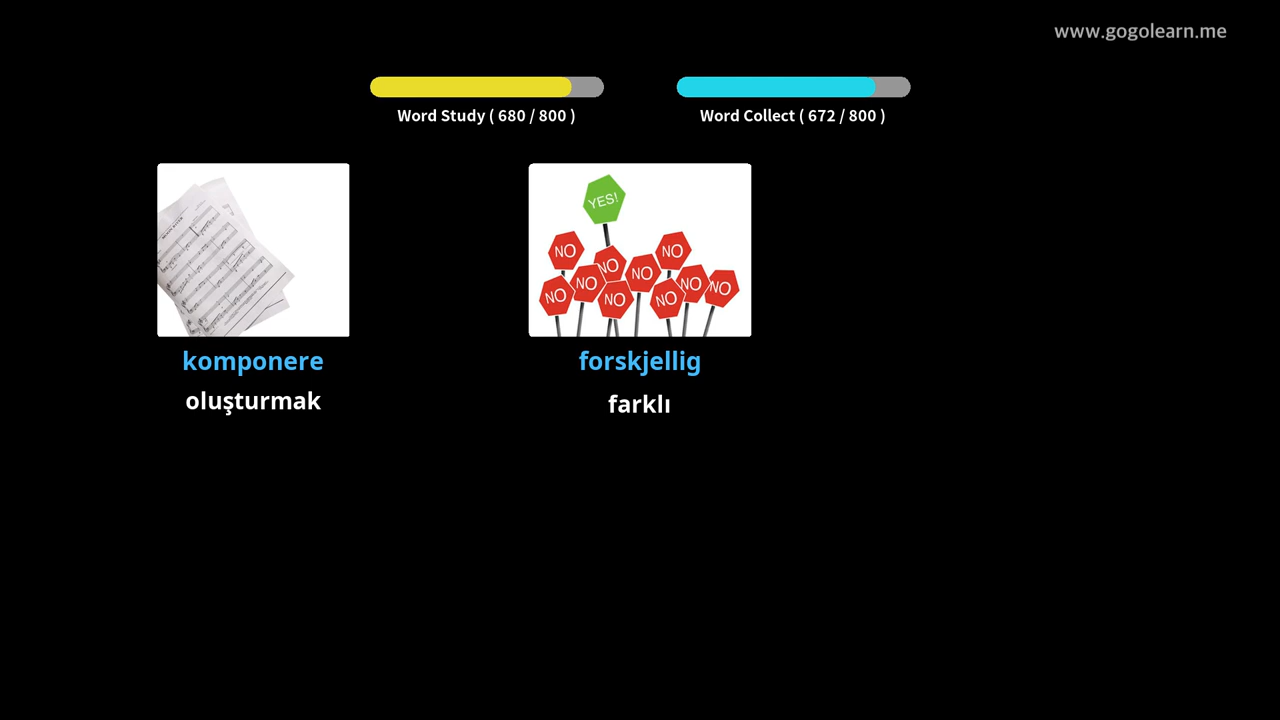 www.gogolearn.me
Word Study ( 680 / 800 )
Word Collect ( 672 / 800 )
YES!
NO
NO
NO
NO
NO
NO
NO
NO
NO
NO
komponere
forskjellig
oluşturmak
farklı